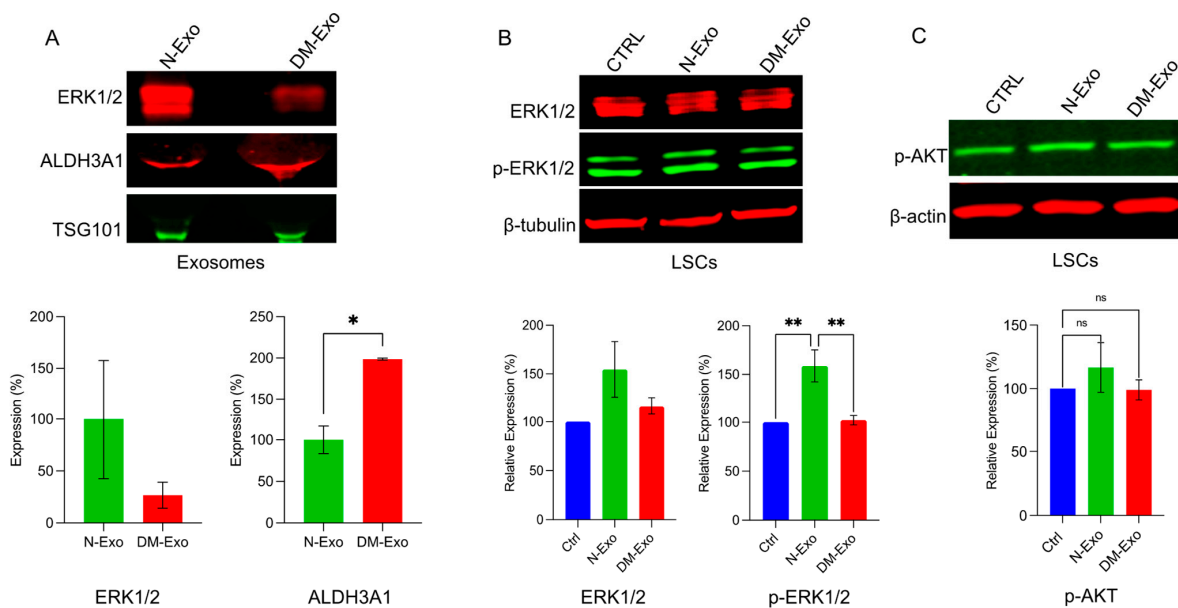 A
N-Exo
DM-Exo
ERK1/2
ALDH3A1
TSG101
Exosomes
B
CTRL
N-Exo
DM-Exo
ERK1/2
p-ERK1/2
β-tubulin
LSCs
C
CTRL
N-Exo
DM-Exo
p-AKT
β-actin
LSCs
Expression (%)
200
150
100
50
0
N-Exo
DM-Exo
ERK1/2
Expression (%)
250
200
150
100
50
0
*
N-Exo
DM-Exo
ALDH3A1
Relative Expression (%)
200
150
100
50
0
Ctrl
N-Exo
DM-Exo
ERK1/2
Relative Expression (%)
200
150
100
50
0
**
**
Ctrl
N-Exo
DM-Exo
p-ERK1/2
Relative Expression (%)
150
100
50
0
ns
ns
Ctrl
N-Exo
DM-Exo
p-AKT